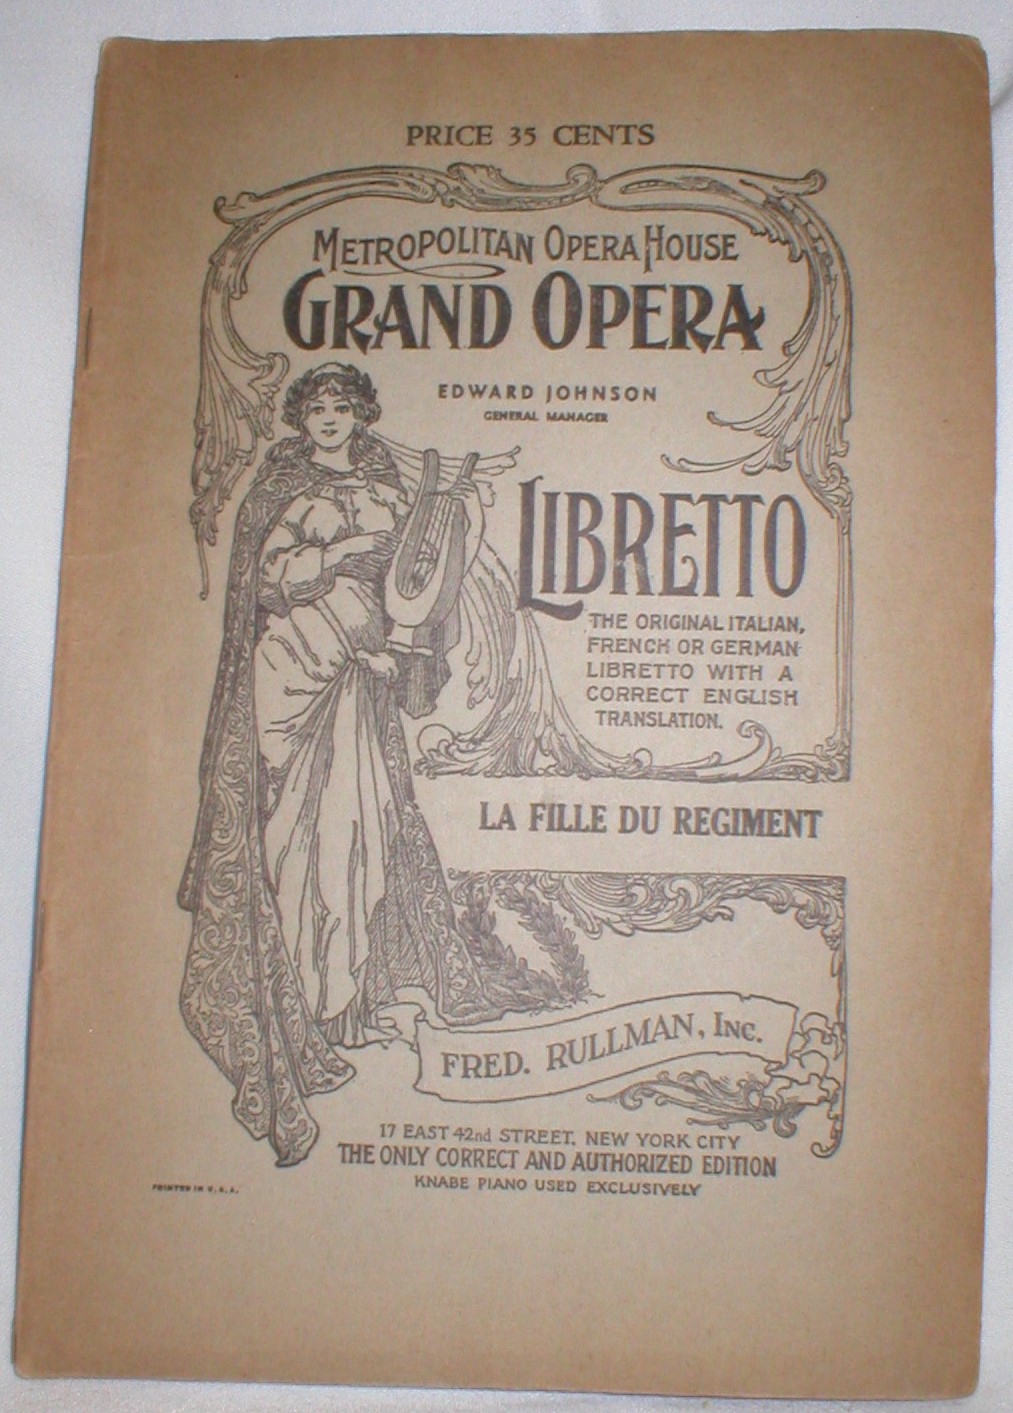 PRICE 35 CENTS
METROPOLITAN OPERA HOUSE
GRAND OPERA
EDWARD JOHNSON
GENERAL MANAGER
LIBRETTO
THE ORIGINAL ITALIAN,
FRENCH OR GERMAN
LIBRETTO WITH A
CORRECT ENGLISH
TRANSLATION.
LA FILLE DU REGIMENT
FRED. RULLMAN, INC.
17 EAST 42nd STREET, NEW YORK CITY
THE ONLY CORRECT AND AUTHORIZED EDITION
KNABE PIANO USED EXCLUSIVELY
PRINTED IN U.S.A.